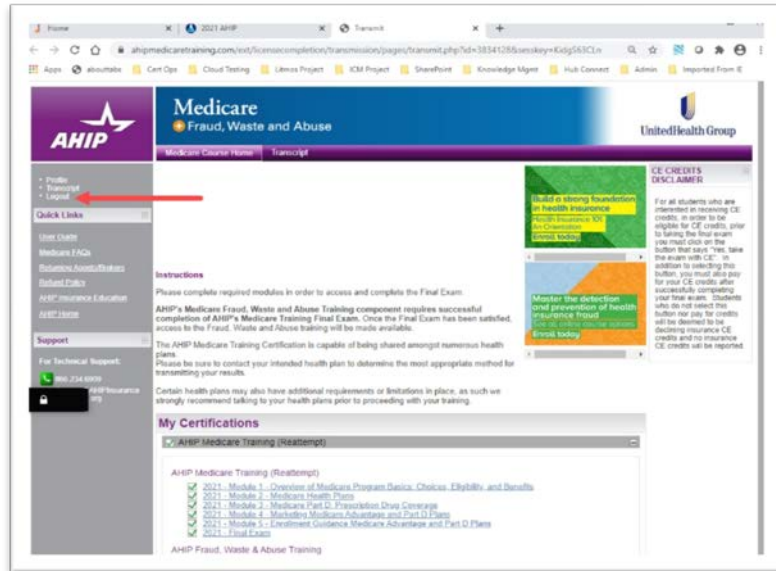 Home
2021 AHIP
Transmit
Apps
abouttabs
Cert Ops
Cloud Testing
Litmos Project
ICM Project
SharePoint
Knowledge Mgmt
Hub Connect
Admin
Imported From IE
AHIP
Medicare
Fraud, Waste and Abuse
UnitedHealth Group
Medicare Course Home
Transcript
Profile
Transcript
Logout
Quick Links
User Guide
Medicare FAQs
Returning Agents/Brokers
Refund Policy
AHIP Insurance Education
AHIP Home
Support
For Technical Support:
Instructions
Please complete required modules in order to access and complete the Final Exam.
AHIP's Medicare Fraud, Waste and Abuse Training component requires successful
completion of AHIP's Medicare Training Final Exam. Once the Final Exam has been satisfied,
access to the Fraud, Waste and Abuse training will be made available.
The AHIP Medicare Training Certification is capable of being shared amongst numerous health
plans.
Please be sure to contact your intended health plan to determine the most appropriate method for
transmitting your results.
Certain health plans may also have additional requirements or limitations in place, as such we
strongly recommend talking to your health plans prior to proceeding with your training.
My Certifications
AHIP Medicare Training (Reattempt)
AHIP Medicare Training (Reattempt)
2021 - Module 1 - Overview of Medicare Program Basics: Choices, Eligibility, and Benefits
2021 - Module 2 - Medicare Health Plans
2021 - Module 3 - Medicare Part D: Prescription Drug Coverage
2021 - Module 4 - Marketing Medicare Advantage and Part D Plans
2021 - Module 5 - Enrollment Guidance Medicare Advantage and Part D Plans
2021 - Final Exam
AHIP Fraud, Waste & Abuse Training
Build a strong foundation
in health insurance
Health Insurance 101:
An Orientation
Enroll today
Master the detection
and prevention of health
insurance fraud
See all online course options
Enroll today
CE CREDITS
DISCLAIMER
For all students who are
interested in receiving CE
credits, in order to be
eligible for CE credits, prior
to taking the final exam
you must click on the
button that says "Yes, take
the exam with CE". In
addition to selecting this
button, you must also pay
for your CE credits after
successfully completing
your final exam. Students
who do not select this
button nor pay for credits
will be deemed to be
declining insurance CE
credits and no insurance
CE credits will be reported